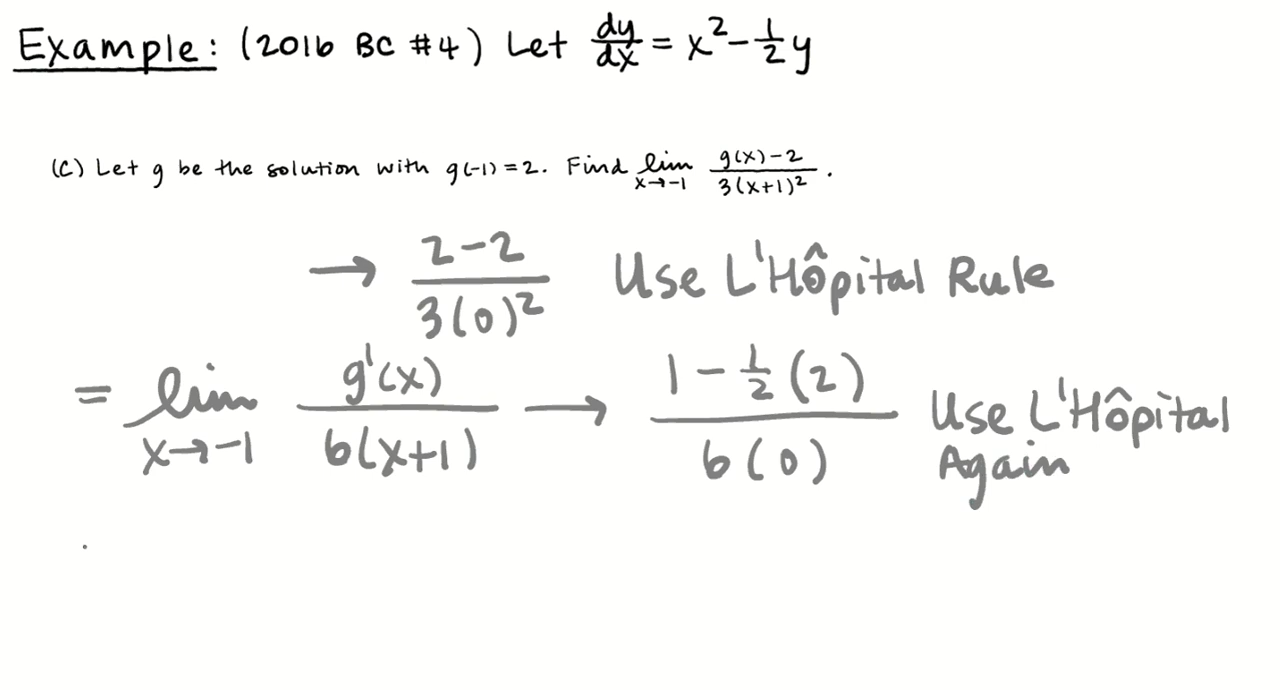 Example: (2016 BC #4) Let dy/dx = x² - 1/2 y
(C) Let g be the solution with g(-1) = 2. Find lim x→-1 (g(x)-2)/(3(x+1)²).
→ (2-2)/(3(0)²) Use L'Hôpital Rule
= lim x→-1 g'(x)/(6(x+1)) → (1 - 1/2(2))/(6(0)) Use L'Hôpital
Again